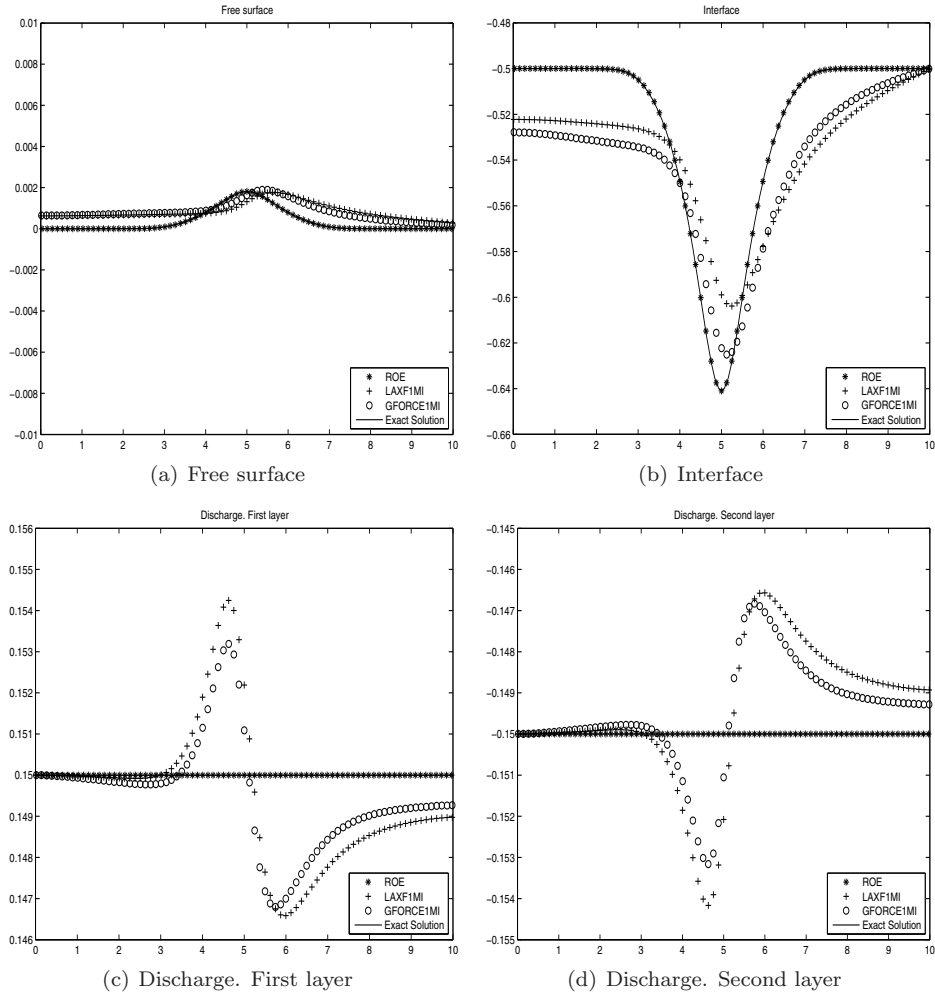 Free surface
0.01
0.008
0.006
0.004
0.002
0
−0.002
−0.004
−0.006
−0.008
−0.01
0 1 2 3 4 5 6 7 8 9 10
ROE
LAXF1MI
GFORCE1MI
Exact Solution
(a) Free surface
Interface
−0.48
−0.5
−0.52
−0.54
−0.56
−0.58
−0.6
−0.62
−0.64
−0.66
0 1 2 3 4 5 6 7 8 9 10
ROE
LAXF1MI
GFORCE1MI
Exact Solution
(b) Interface
Discharge. First layer
0.156
0.155
0.154
0.153
0.152
0.151
0.150
0.149
0.148
0.147
0.146
0 1 2 3 4 5 6 7 8 9 10
ROE
LAXF1MI
GFORCE1MI
Exact Solution
(c) Discharge. First layer
Discharge. Second layer
−0.145
−0.146
−0.147
−0.148
−0.149
−0.150
−0.151
−0.152
−0.153
−0.154
−0.155
0 1 2 3 4 5 6 7 8 9 10
ROE
LAXF1MI
GFORCE1MI
Exact Solution
(d) Discharge. Second layer